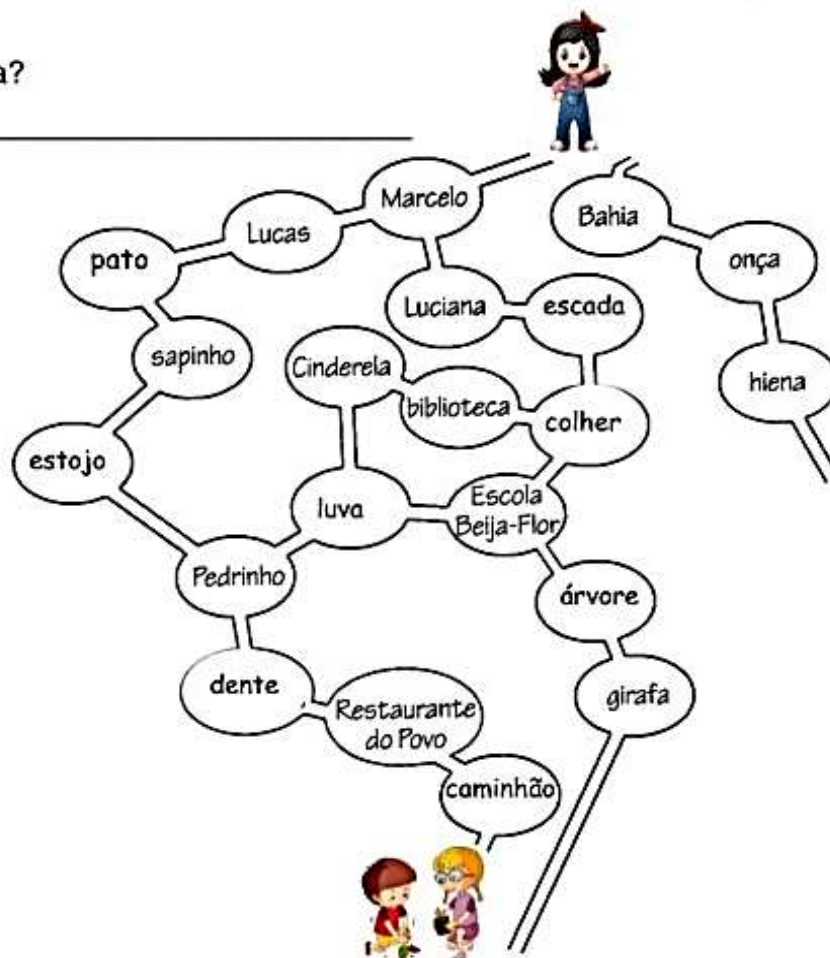 a?
Marcelo
Lucas
Bahia
pato
onça
Luciana
escada
sapinho
Cinderela
hiena
biblioteca
colher
estojo
luva
Escola
Beija-Flor
Pedrinho
árvore
dente
girafa
Restaurante
do Povo
caminhão